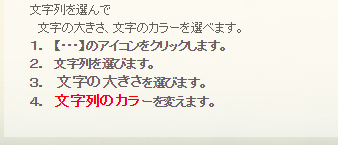 文字列を選んで
文字の大きさ、文字のカラーを選べます。
1. 【･･･】のアイコンをクリックします。
2. 文字列を選びます。
3. 文字の大きさを選びます。
4. 文字列のカラーを変えます。